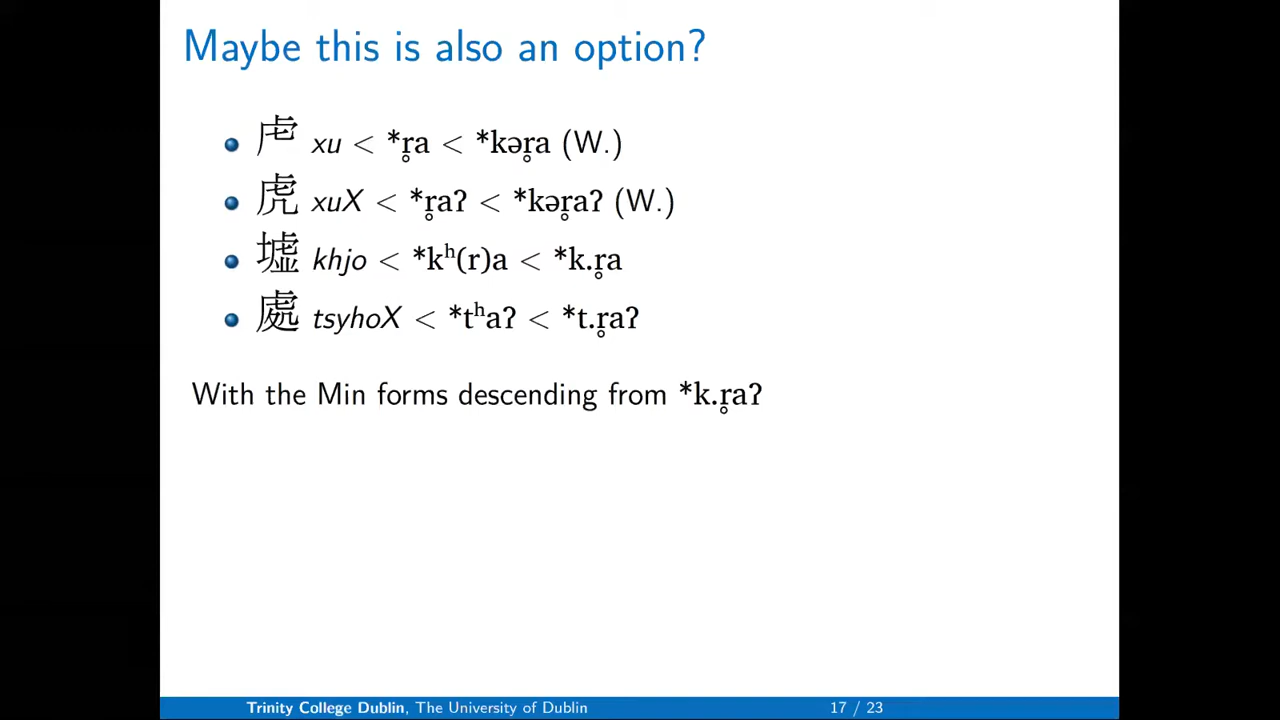 Maybe this is also an option?
虍 xu < *r̥a < *kər̥a (W.)
虎 xuX < *r̥aʔ < *kər̥aʔ (W.)
墟 khjo < *kʰ(r)a < *k.r̥a
處 tsyhoX < *tʰaʔ < *t.r̥aʔ
With the Min forms descending from *k.r̥aʔ
Trinity College Dublin, The University of Dublin 17 / 23